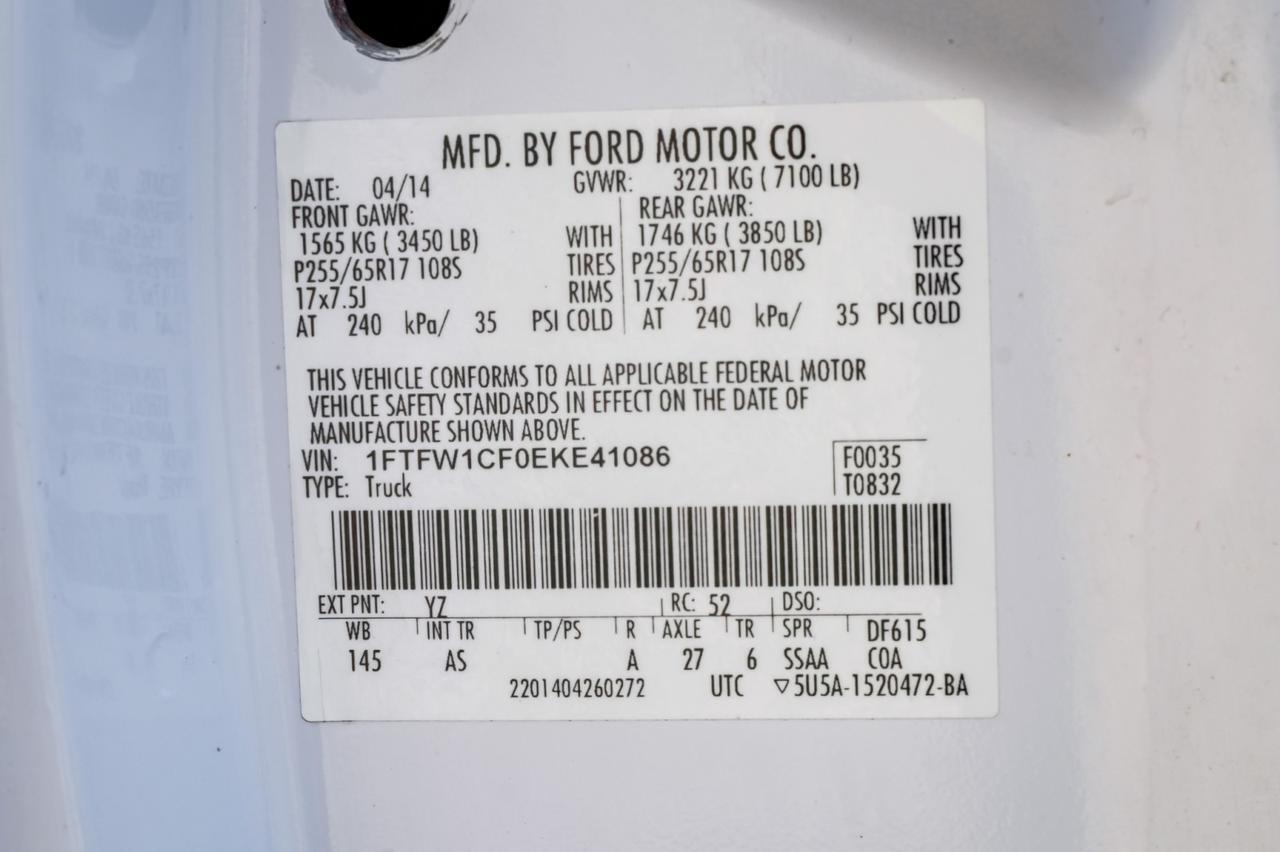 MFD. BY FORD MOTOR CO.
DATE: 04/14 GVWR: 3221 KG ( 7100 LB)
FRONT GAWR: REAR GAWR:
1565 KG ( 3450 LB) WITH 1746 KG ( 3850 LB) WITH
P255/65R17 108S TIRES P255/65R17 108S TIRES
17x7.5J RIMS 17x7.5J RIMS
AT 240 kPa/ 35 PSI COLD AT 240 kPa/ 35 PSI COLD
THIS VEHICLE CONFORMS TO ALL APPLICABLE FEDERAL MOTOR
VEHICLE SAFETY STANDARDS IN EFFECT ON THE DATE OF
MANUFACTURE SHOWN ABOVE.
VIN: 1FTFW1CF0EKE41086 F0035
TYPE: Truck T0832
EXT PNT: YZ RC: 52 DSO:
WB INT TR TP/PS R AXLE TR SPR DF615
145 AS A 27 6 SSAA COA
2201404260272 UTC ▽5U5A-1520472-BA